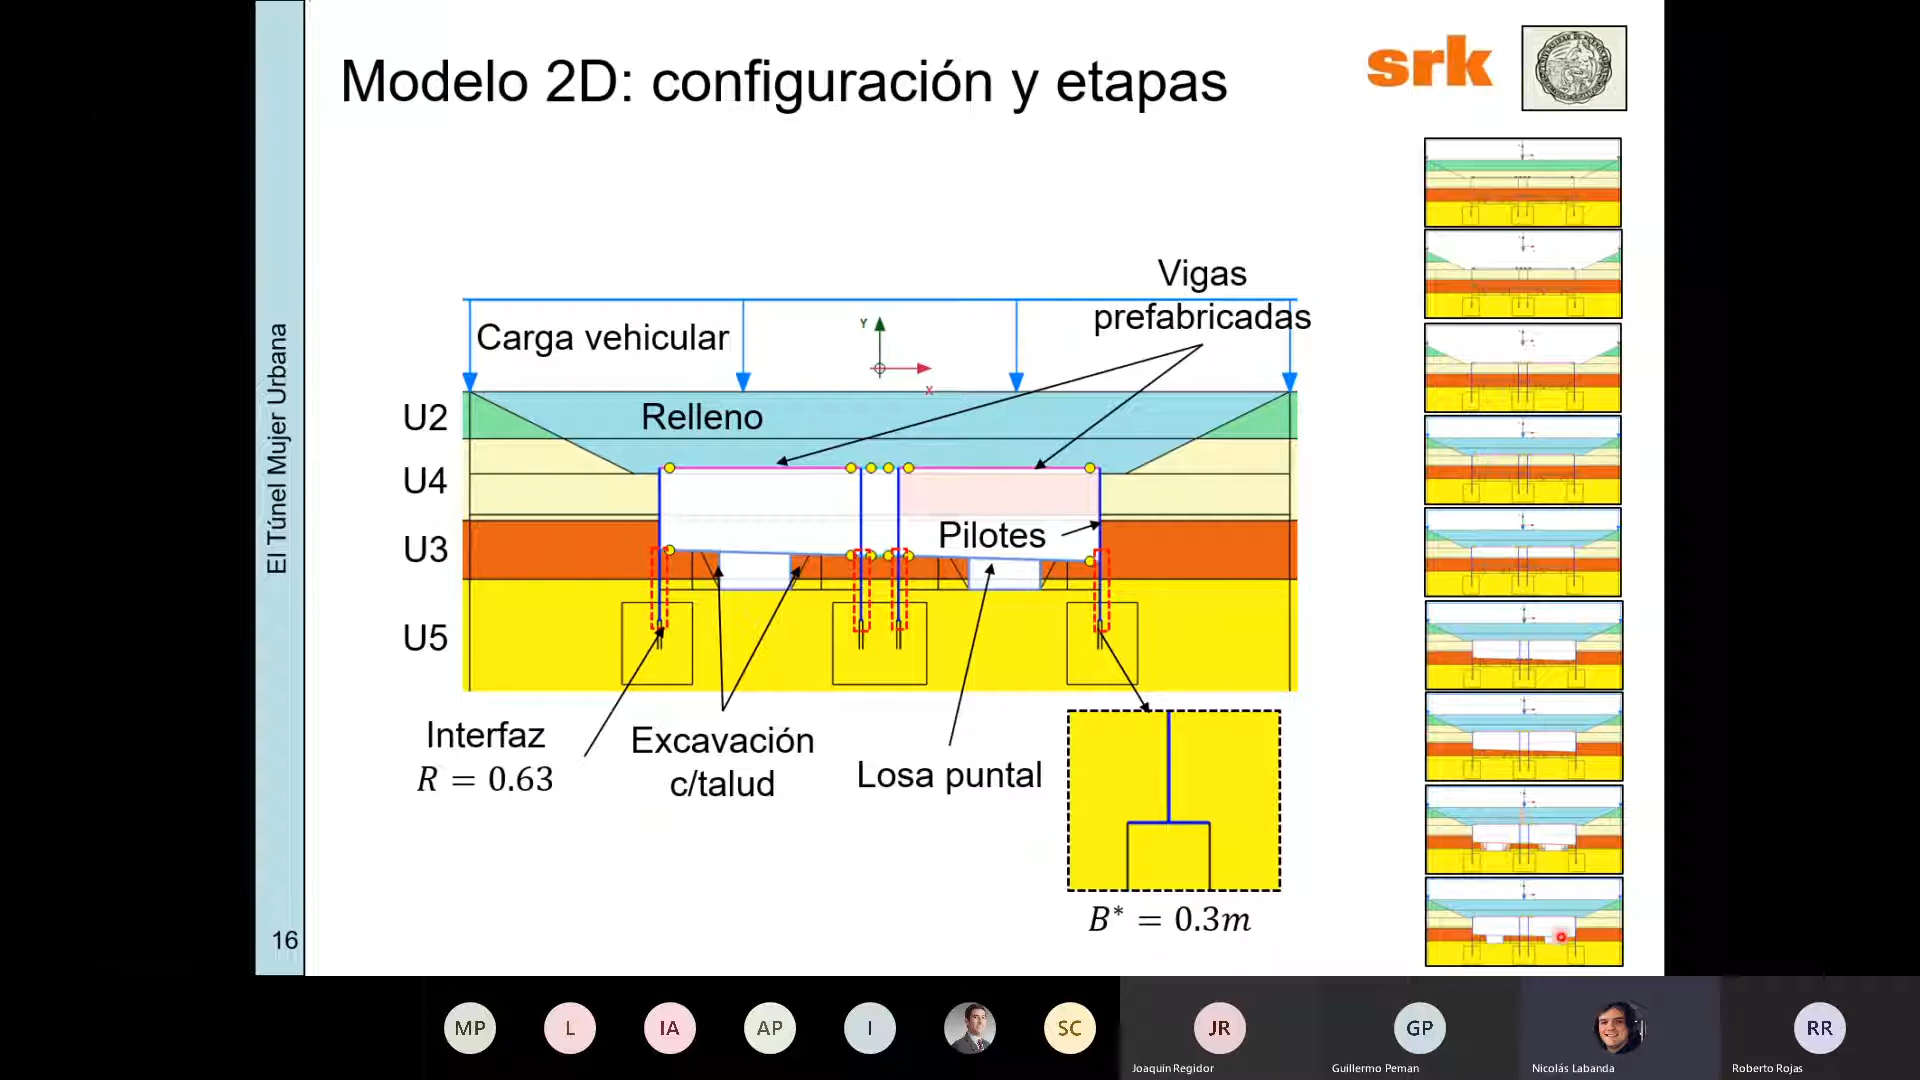 Modelo 2D: configuración y etapas
srk
El Túnel Mujer Urbana
16
Vigas
prefabricadas
Carga vehicular
Y
X
U2
Relleno
U4
U3
Pilotes
U5
Interfaz
R = 0.63
Excavación
c/talud
Losa puntal
B* = 0.3m
MP
L
IA
AP
I
SC
JR
GP
RR
Joaquin Regidor
Guillermo Peman
Nicolás Labanda
Roberto Rojas